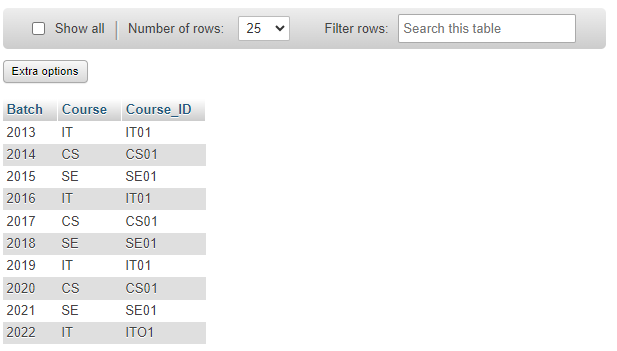 Show all Number of rows: 25 Filter rows: Search this table
Extra options
Batch Course Course_ID
2013 IT IT01
2014 CS CS01
2015 SE SE01
2016 IT IT01
2017 CS CS01
2018 SE SE01
2019 IT IT01
2020 CS CS01
2021 SE SE01
2022 IT ITO1